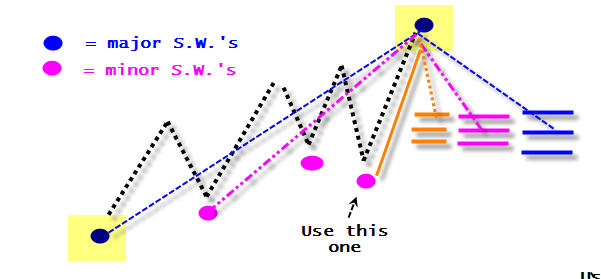 = major S.W.'s
= minor S.W.'s
Use this
one